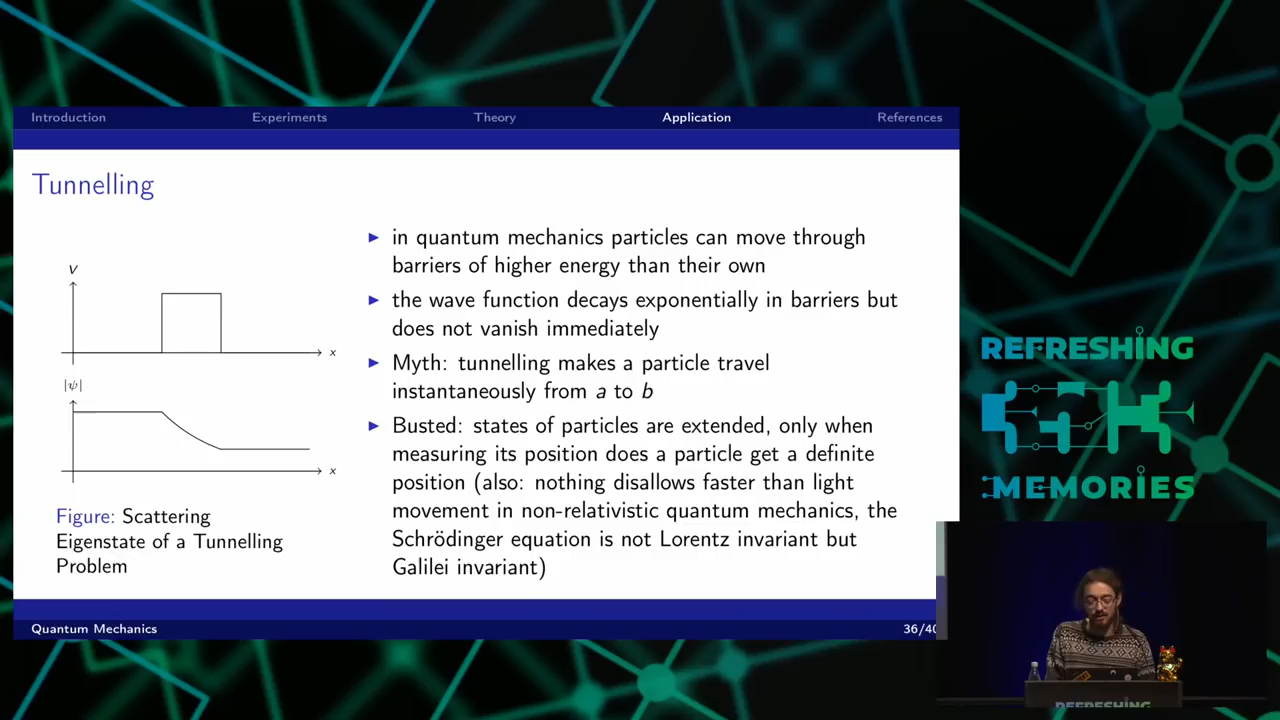 Introduction Experiments Theory Application References
Tunnelling
V
x
|ψ|
x
Figure: Scattering
Eigenstate of a Tunnelling
Problem
▶ in quantum mechanics particles can move through
barriers of higher energy than their own
▶ the wave function decays exponentially in barriers but
does not vanish immediately
▶ Myth: tunnelling makes a particle travel
instantaneously from a to b
▶ Busted: states of particles are extended, only when
measuring its position does a particle get a definite
position (also: nothing disallows faster than light
movement in non-relativistic quantum mechanics, the
Schrödinger equation is not Lorentz invariant but
Galilei invariant)
Quantum Mechanics 36/40
REFRESHING
MEMORIES
REFRESHING